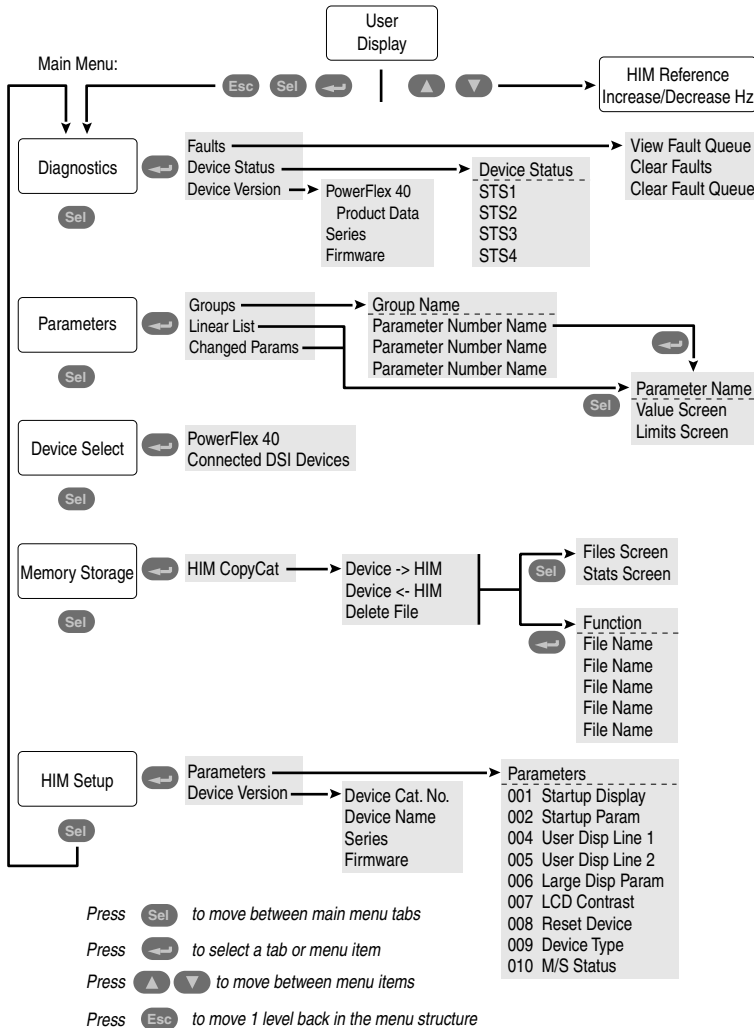 User
Display
Main Menu:
Esc Sel
HIM Reference
Increase/Decrease Hz
Diagnostics
Sel
Faults
Device Status
Device Version
PowerFlex 40
Product Data
Series
Firmware
Device Status
STS1
STS2
STS3
STS4
View Fault Queue
Clear Faults
Clear Fault Queue
Parameters
Sel
Groups
Linear List
Changed Params
Group Name
Parameter Number Name
Parameter Number Name
Parameter Number Name
Sel
Parameter Name
Value Screen
Limits Screen
Device Select
Sel
PowerFlex 40
Connected DSI Devices
Memory Storage
Sel
HIM CopyCat
Device -> HIM
Device <- HIM
Delete File
Sel
Files Screen
Stats Screen
Function
File Name
File Name
File Name
File Name
File Name
HIM Setup
Sel
Parameters
Device Version
Device Cat. No.
Device Name
Series
Firmware
Parameters
001 Startup Display
002 Startup Param
004 User Disp Line 1
005 User Disp Line 2
006 Large Disp Param
007 LCD Contrast
008 Reset Device
009 Device Type
010 M/S Status
Press Sel to move between main menu tabs
Press to select a tab or menu item
Press to move between menu items
Press Esc to move 1 level back in the menu structure